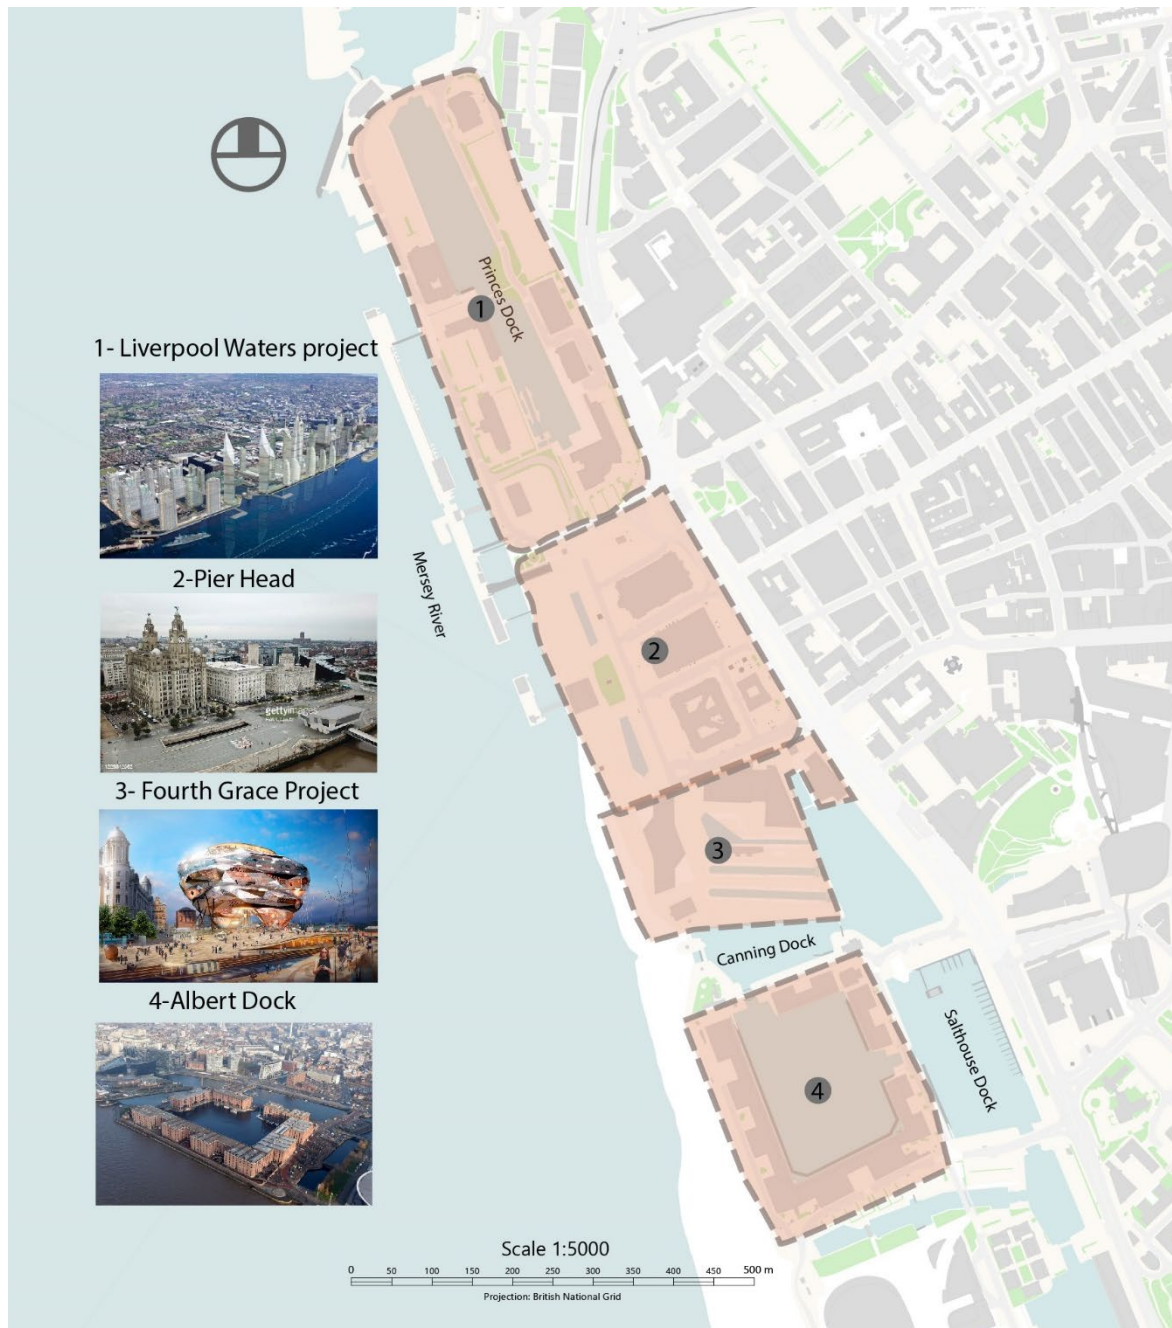 1- Liverpool Waters project
2-Pier Head
gettyimages
3- Fourth Grace Project
4-Albert Dock
Princes Dock
1
Mersey River
2
3
Canning Dock
Salthouse Dock
4
Scale 1:5000
0 50 100 150 200 250 300 350 400 450 500 m
Projection: British National Grid